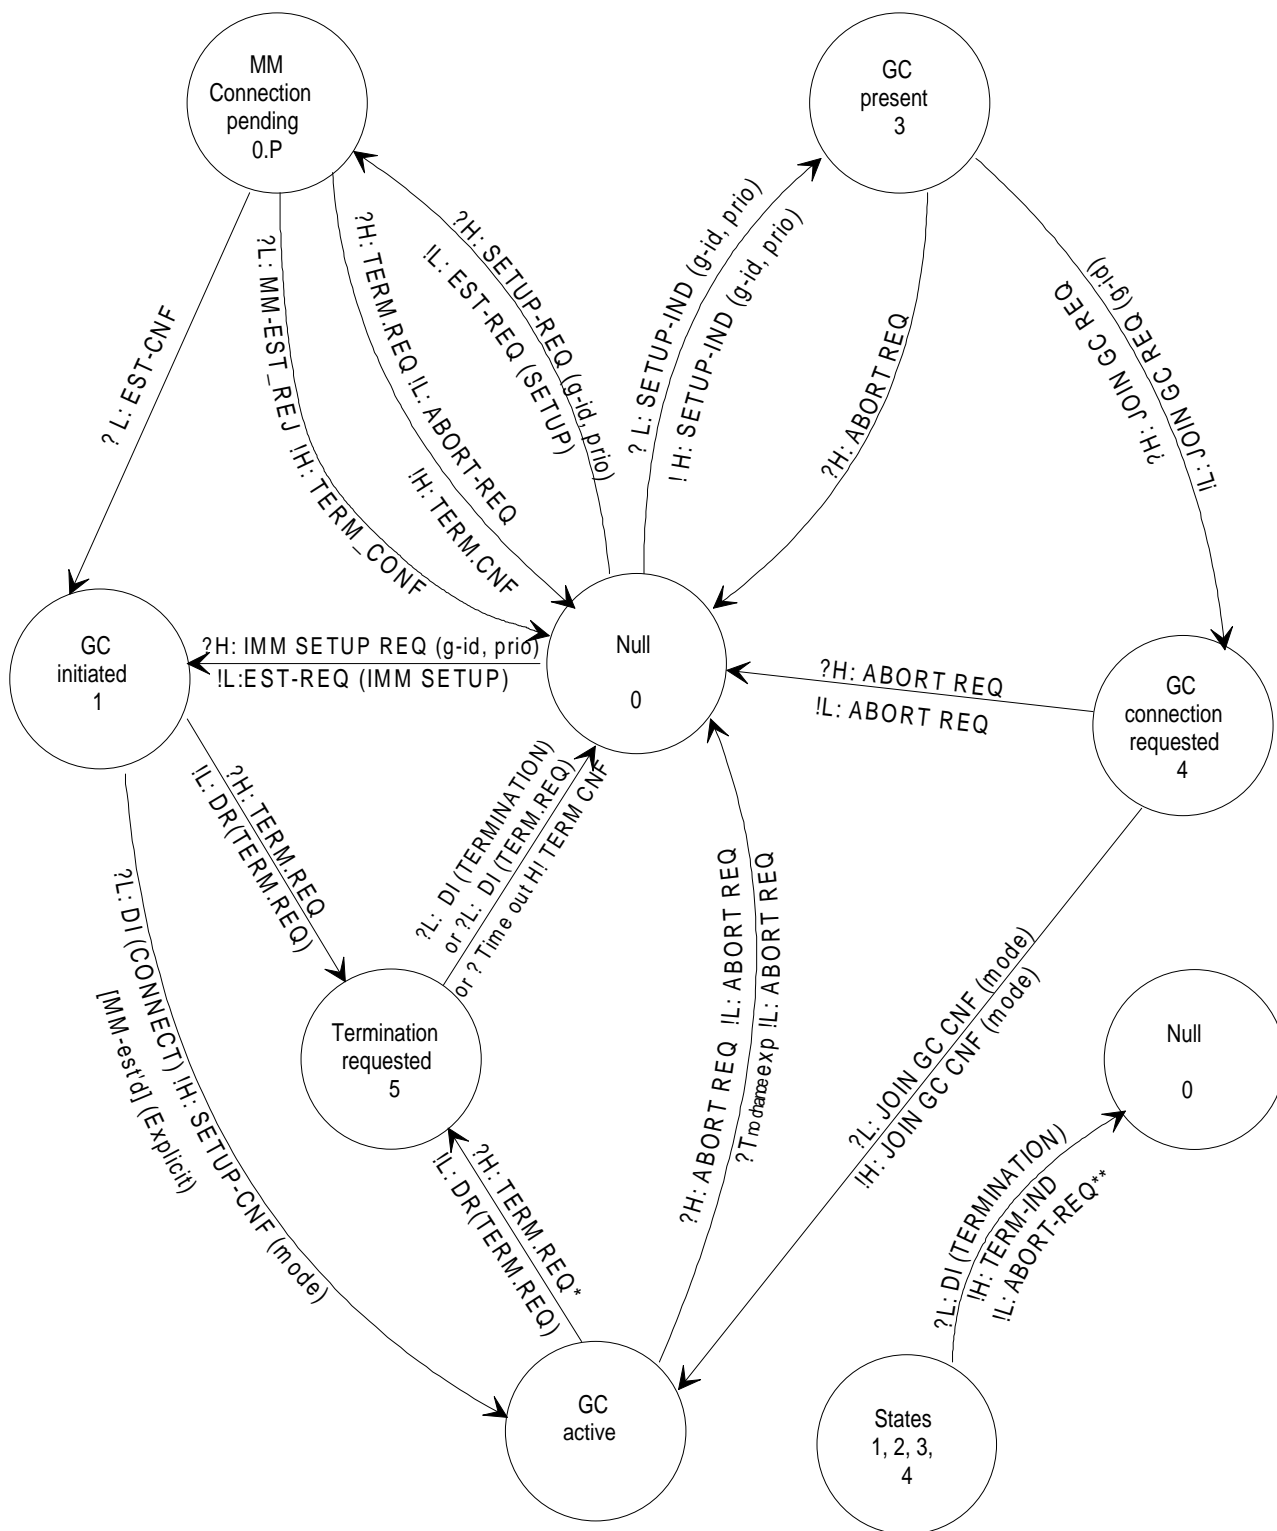 MM
Connection
pending
0.P
GC
present
3
?H: SETUP-REQ (g-id, prio)
!L: EST-REQ (SETUP)
?H: TERM.REQ !L: ABORT-REQ
!H: TERM.CNF
?L: MM-EST_REJ !H: TERM_CONF
? L: EST-CNF
? L: SETUP-IND (g-id, prio)
! H: SETUP-IND (g-id, prio)
?H: ABORT REQ
!L: JOIN GC REQ (g-id)
?H: JOIN GC REQ
GC
initiated
1
?H: IMM SETUP REQ (g-id, prio)
!L:EST-REQ (IMM SETUP)
Null
0
?H: ABORT REQ
!L: ABORT REQ
GC
connection
requested
4
?H: TERM.REQ
!L: DR(TERM.REQ)
?L: DI (TERMINATION)
or ?L: DI (TERM.REQ)
or ? Time out H! TERM CNF
?L: DI (CONNECT) !H: SETUP-CNF (mode)
[MM-est'd] (Explicit)
Termination
requested
5
?H: ABORT REQ !L: ABORT REQ
?Tno chance exp !L: ABORT REQ
?L: JOIN GC CNF (mode)
!H: JOIN GC CNF (mode)
Null
0
?H: TERM.REQ*
!L: DR(TERM.REQ)
?L: DI (TERMINATION)
!H: TERM-IND
!L: ABORT-REQ**
GC
active
States
1, 2, 3,
4